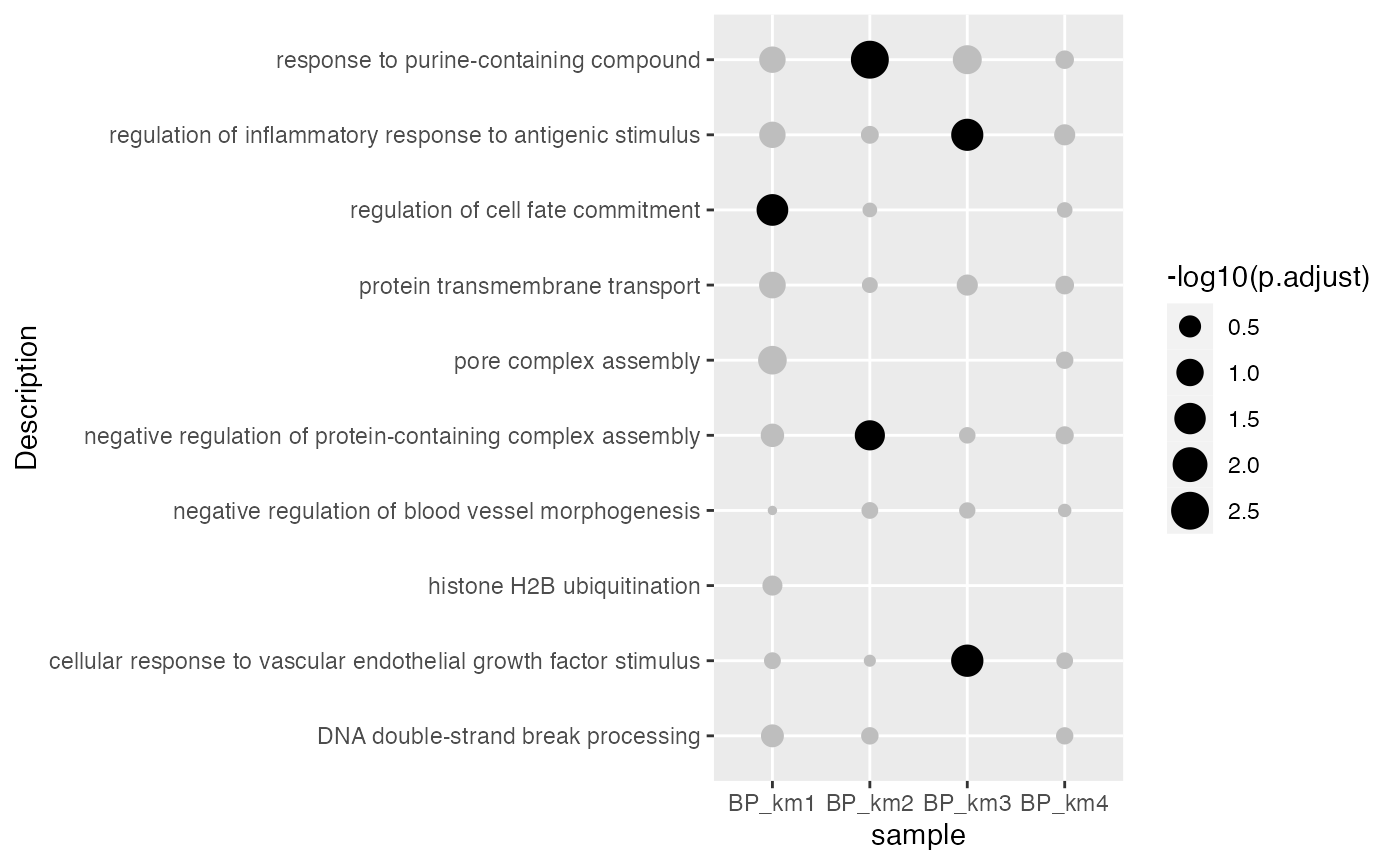 response to purine-containing compound
regulation of inflammatory response to antigenic stimulus
regulation of cell fate commitment
protein transmembrane transport
pore complex assembly
negative regulation of protein-containing complex assembly
negative regulation of blood vessel morphogenesis
histone H2B ubiquitination
cellular response to vascular endothelial growth factor stimulus
DNA double-strand break processing
Description
BP_km1 BP_km2 BP_km3 BP_km4
sample
-log10(p.adjust)
0.5
1.0
1.5
2.0
2.5